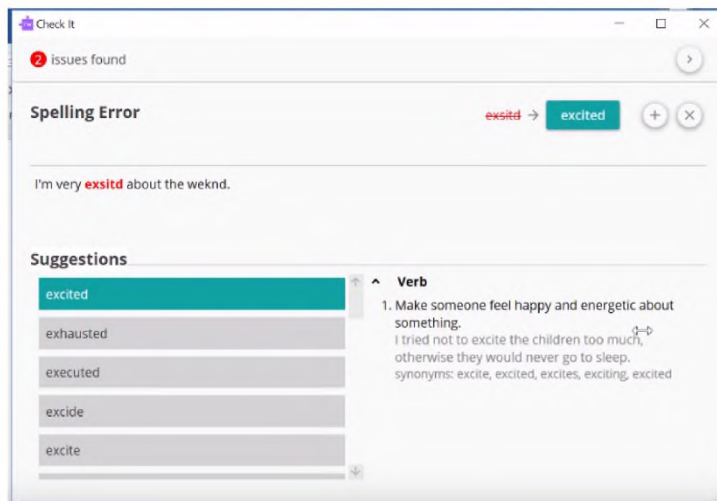 Check It
2 issues found
Spelling Error
exsitd → excited
I'm very exsitd about the weknd.
Suggestions
excited
exhausted
executed
excide
excite
Verb
1. Make someone feel happy and energetic about
something.
I tried not to excite the children too much,
otherwise they would never go to sleep.
synonyms: excite, excited, excites, exciting, excited